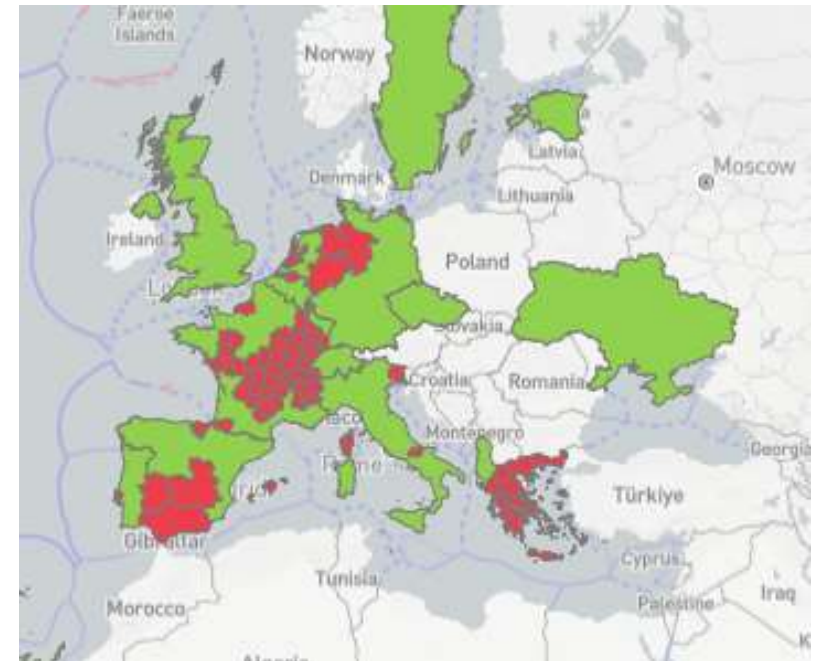 Faeroe
Islands
Norway
Latvia
Moscow
Denmark
Lithuania
Ireland
Poland
Croatia
Romania
Montenegro
Georgia
Türkiye
Gibraltar
Cyprus
Tunisia
Iraq
Palestine
Morocco